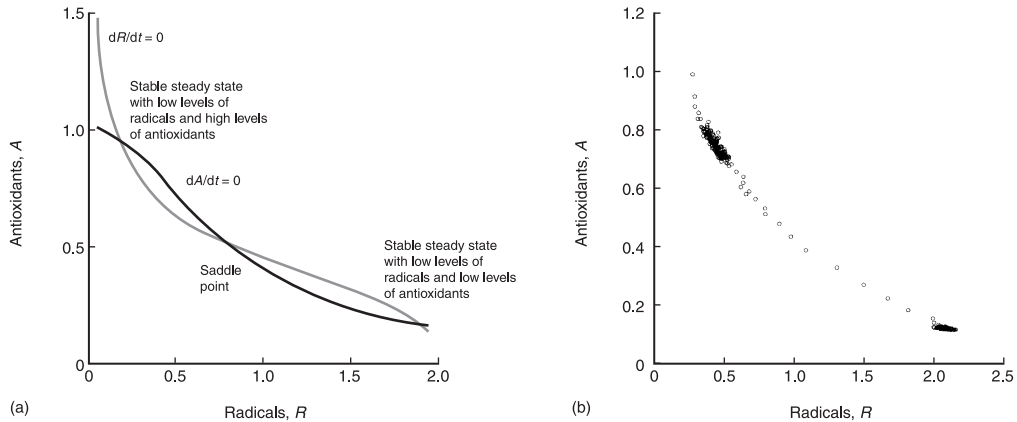 1.5
dR/dt = 0
Stable steady state
with low levels of
radicals and high levels
of antioxidants
1.0
dA/dt = 0
Antioxidants, A
0.5
Saddle
point
Stable steady state
with low levels of
radicals and low levels
of antioxidants
0
0
0.5
1.0
1.5
2.0
(a)
Radicals, R
1.2
1.0
0.8
Antioxidants, A
0.6
0.4
0.2
0
0
0.5
1.0
1.5
2.0
2.5
(b)
Radicals, R